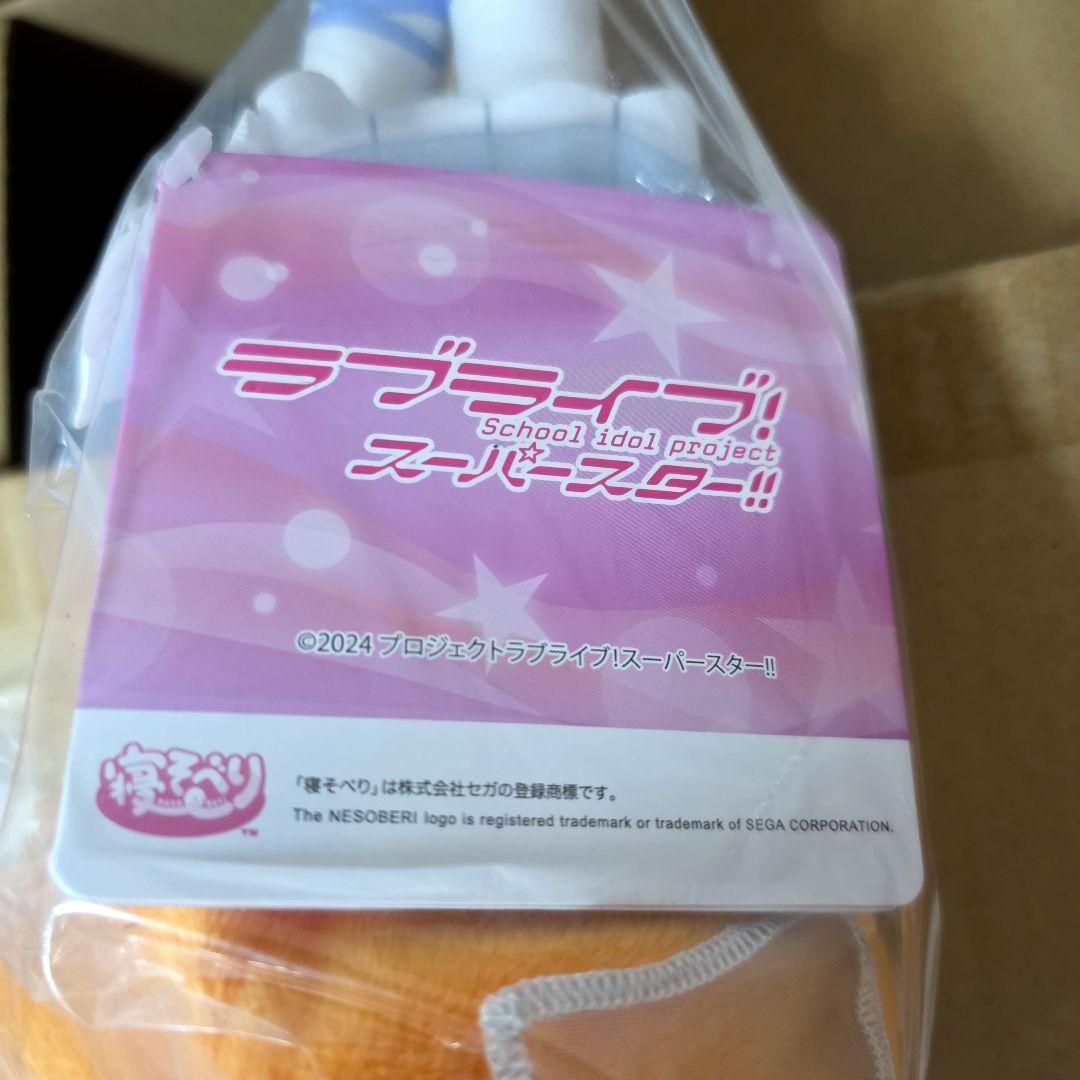 ラブライブ!
School idol project
スーパースター!!
©2024 プロジェクトラブライブ!スーパースター!!
寝そべり
TM
「寝そべり」は株式会社セガの登録商標です。
The NESOBERI logo is registered trademark or trademark of SEGA CORPORATION.